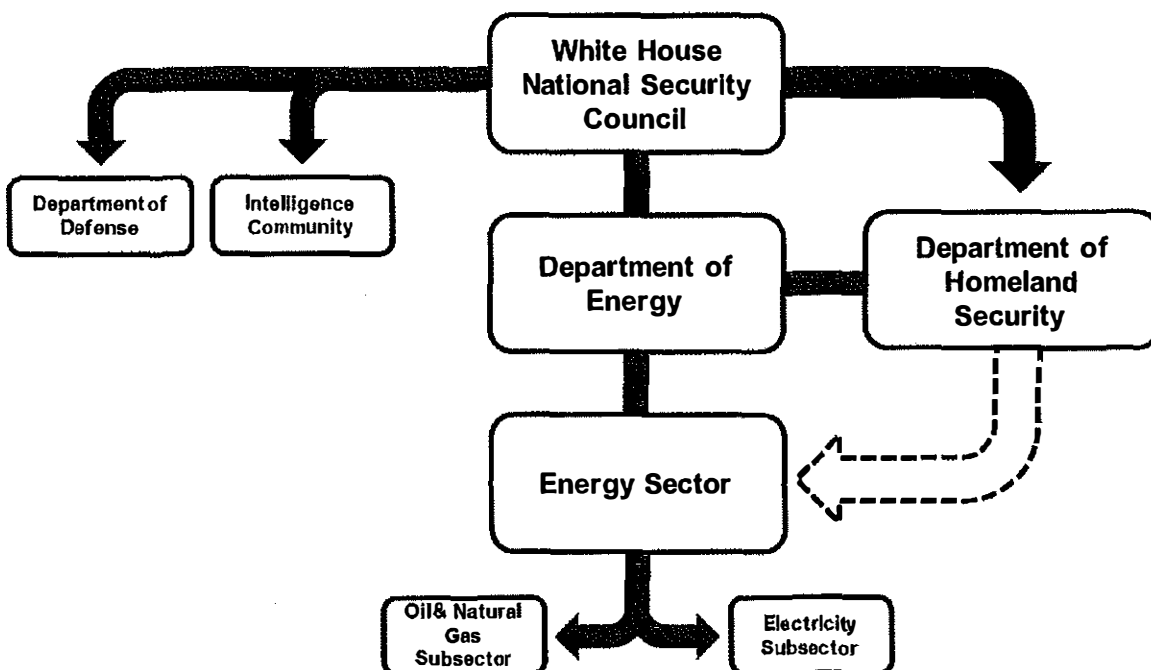 White House
National Security
Council
Department of
Defense
Intelligence
Community
Department of
Energy
Department of
Homeland
Security
Energy Sector
Oil& Natural
Gas
Subsector
Electricity
Subsector